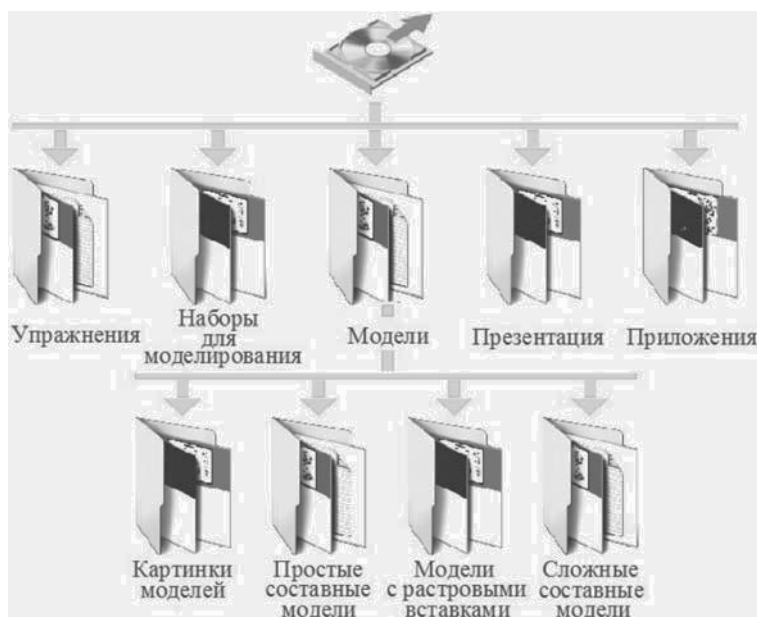 Упражнения
Наборы
для
моделирования
Модели
Презентация
Приложения
Картинки
моделей
Простые
составные
модели
Модели
с растровыми
вставками
Сложные
составные
модели